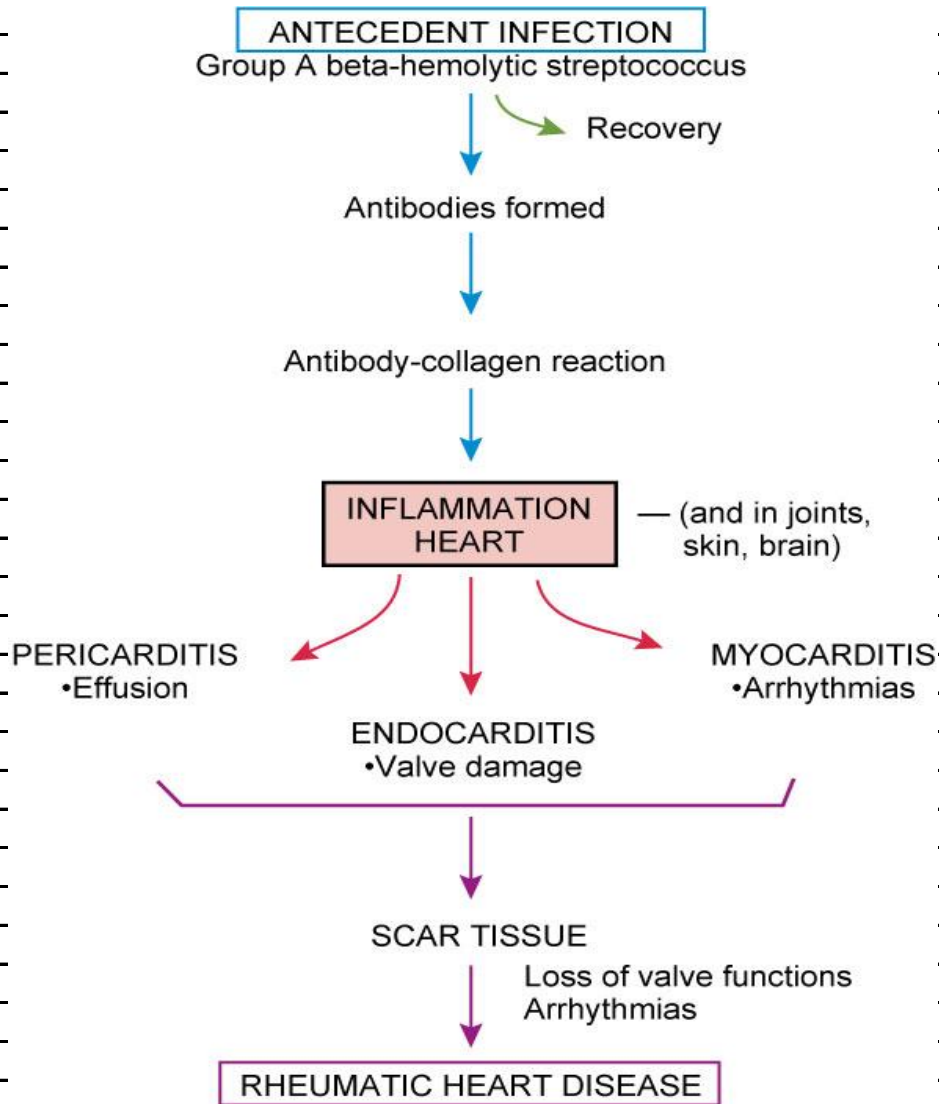 ANTECEDENT INFECTION
Group A beta-hemolytic streptococcus
Recovery
Antibodies formed
Antibody-collagen reaction
INFLAMMATION
HEART
— (and in joints,
skin, brain)
PERICARDITIS
•Effusion
MYOCARDITIS
•Arrhythmias
ENDOCARDITIS
•Valve damage
SCAR TISSUE
Loss of valve functions
Arrhythmias
RHEUMATIC HEART DISEASE